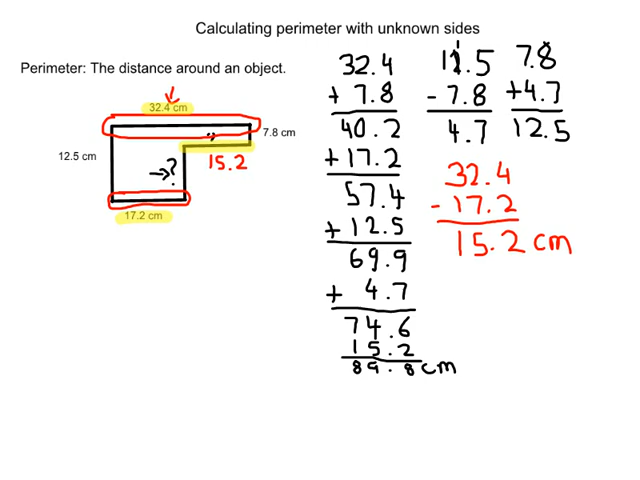 Calculating perimeter with unknown sides
Perimeter: The distance around an object.
32.4 cm
7.8 cm
12.5 cm
?
15.2
17.2 cm
32.4
+ 7.8
40.2
+ 17.2
57.4
+ 12.5
69.9
+ 4.7
74.6
15.2
89.8 cm
12.5
- 7.8
4.7
7.8
+4.7
12.5
32.4
- 17.2
15.2 cm